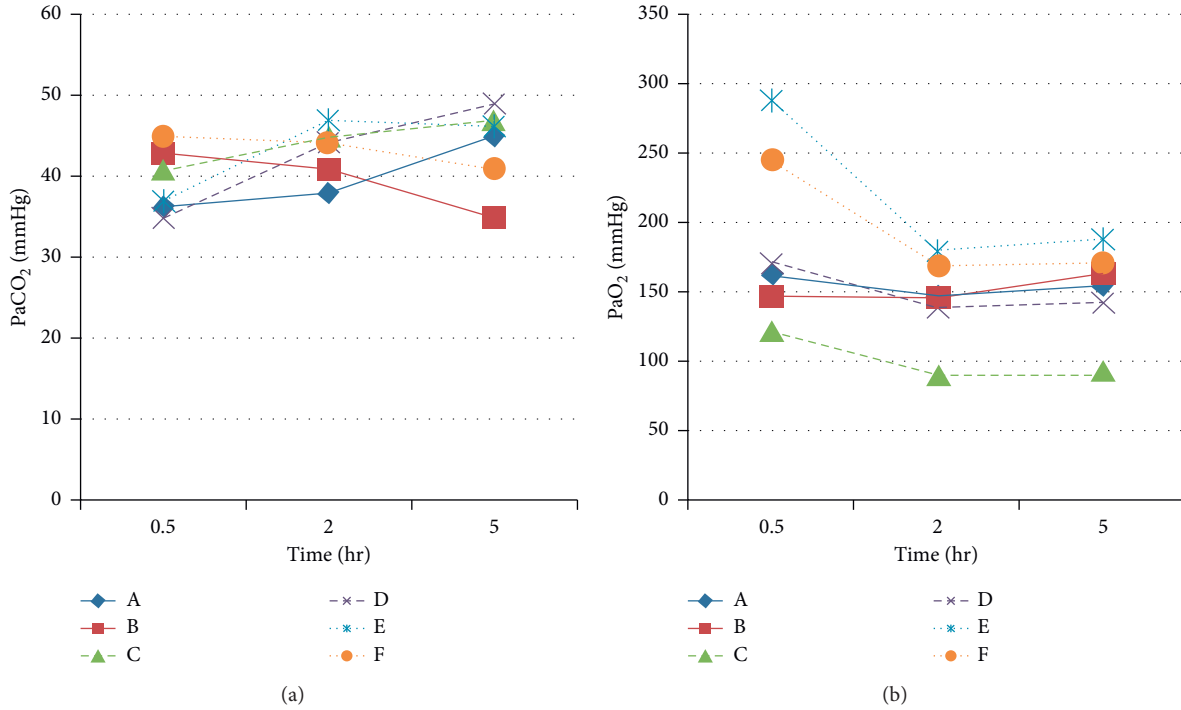 60
50
40
30
20
10
0
PaCO₂ (mmHg)
0.5 2 5
Time (hr)
A D
B E
C F
(a)
350
300
250
200
150
100
50
0
PaO₂ (mmHg)
0.5 2 5
Time (hr)
A D
B E
C F
(b)